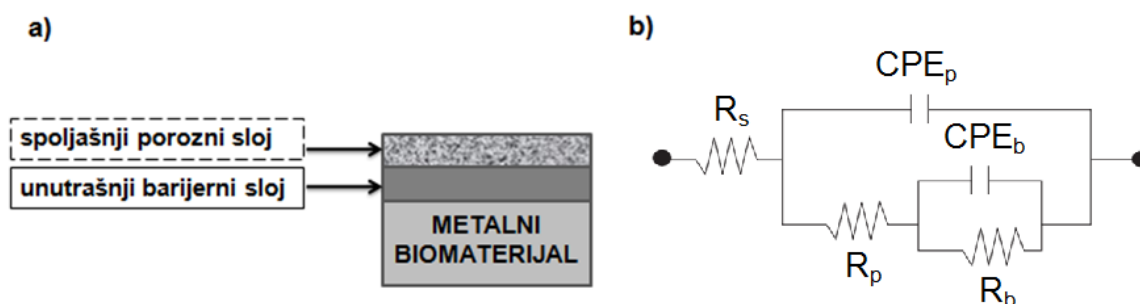 a)
spoljašnji porozni sloj
unutrašnji barijerni sloj
METALNI
BIOMATERIJAL
b)
CPEp
Rs
CPEb
Rp
Rb